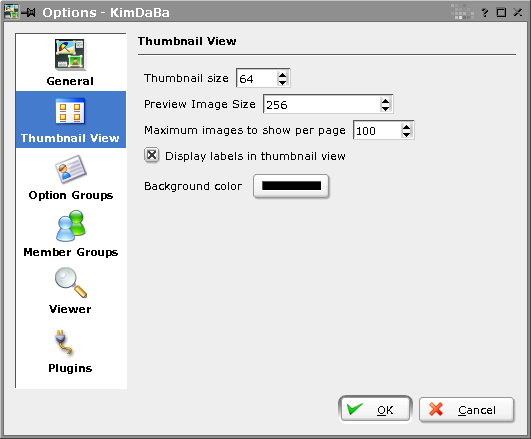 Options - KimDaBa
General
Thumbnail View
Option Groups
Member Groups
Viewer
Plugins
Thumbnail View
Thumbnail size 64
Preview Image Size 256
Maximum images to show per page 100
Display labels in thumbnail view
Background color
OK
Cancel